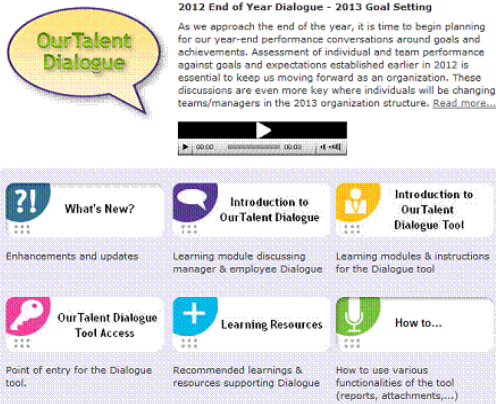 OurTalent
Dialogue
2012 End of Year Dialogue - 2013 Goal Setting
As we approach the end of the year, it is time to begin planning
for our year-end performance conversations around goals and
achievements. Assessment of individual and team performance
against goals and expectations established earlier in 2012 is
essential to keep us moving forward as an organization. These
discussions are even more key where individuals will be changing
teams/managers in the 2013 organization structure. Read more...
00:00 00:00
?! What's New?
Enhancements and updates
Introduction to
OurTalent Dialogue
Learning module discussing
manager & employee Dialogue
Introduction to
OurTalent
Dialogue Tool
Learning modules & instructions
for the Dialogue tool
OurTalent Dialogue
Tool Access
Point of entry for the Dialogue
tool.
Learning Resources
Recommended learnings &
resources supporting Dialogue
How to...
How to use various
functionalities of the tool
(reports, attachments,...)